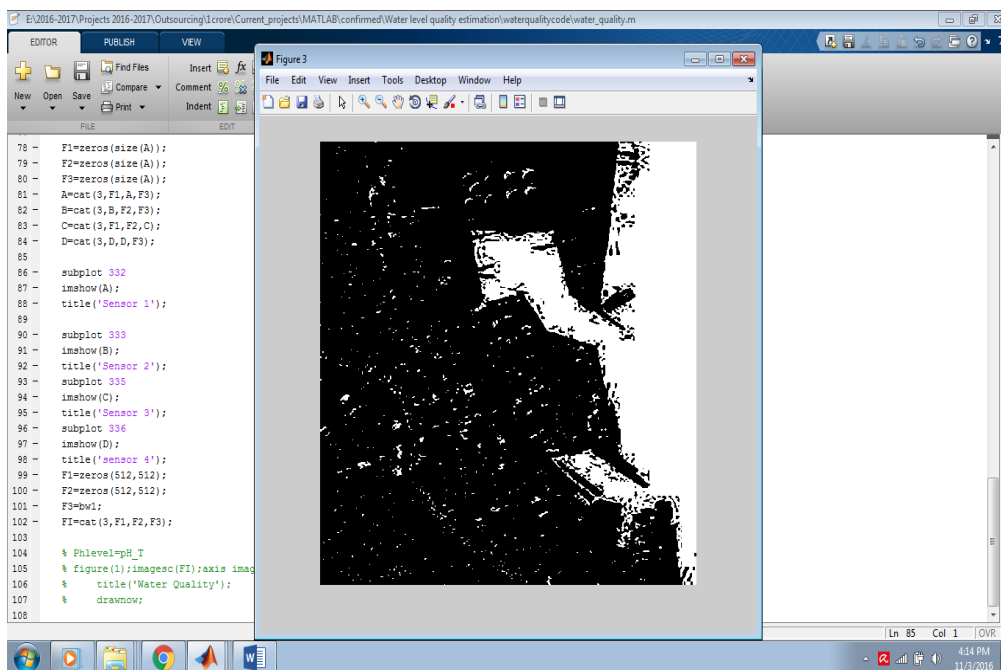 E:\2016-2017\Projects 2016-2017\Outsourcing\1crore\Current_projects\MATLAB\confirmed\Water level quality estimation\waterqualitycode\water_quality.m
EDITOR PUBLISH VIEW
Find Files Insert fx
Compare Comment %
New Open Save Print Indent
FILE EDIT
Figure 3
File Edit View Insert Tools Desktop Window Help
78 – F1=zeros(size(A));
79 – F2=zeros(size(A));
80 – F3=zeros(size(A));
81 – A=cat(3,F1,A,F3);
82 – B=cat(3,B,F2,F3);
83 – C=cat(3,F1,F2,C);
84 – D=cat(3,D,D,F3);
85
86 – subplot 332
87 – imshow(A);
88 – title('Sensor 1');
89
90 – subplot 333
91 – imshow(B);
92 – title('Sensor 2');
93 – subplot 335
94 – imshow(C);
95 – title('Sensor 3');
96 – subplot 336
97 – imshow(D);
98 – title('sensor 4');
99 – F1=zeros(512,512);
100 – F2=zeros(512,512);
101 – F3=bw1;
102 – FI=cat(3,F1,F2,F3);
103
104 % Phlevel=pH_T
105 % figure(1);imagesc(FI);axis imag
106 % title('Water Quality');
107 % drawnow;
108
Ln 85 Col 1 OVR
4:14 PM
11/3/2016